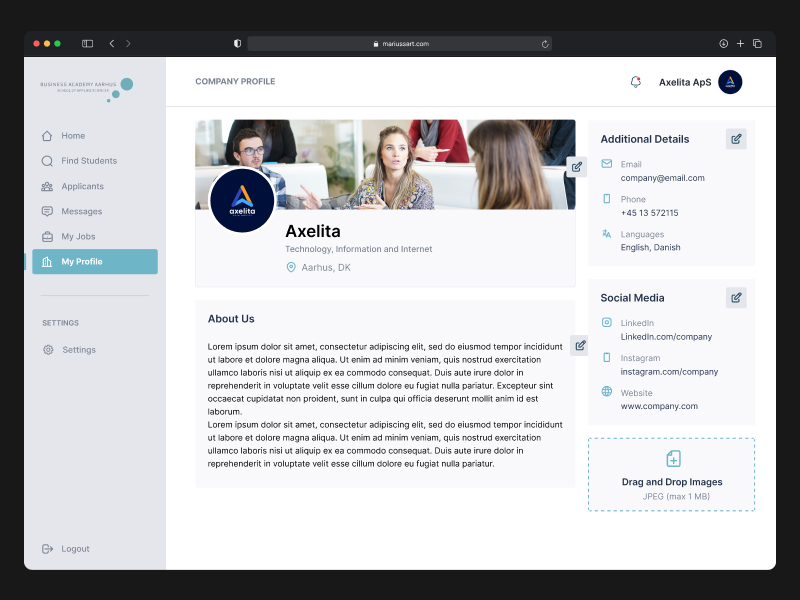 mariussart.com
BUSINESS ACADEMY AARHUS
SCHOOL OF APPLIED SCIENCES
COMPANY PROFILE
Axelita ApS
Home
Find Students
Applicants
Messages
My Jobs
My Profile
SETTINGS
Settings
Logout
axelita
Axelita
Technology, Information and Internet
Aarhus, DK
About Us
Lorem ipsum dolor sit amet, consectetur adipiscing elit, sed do eiusmod tempor incididunt
ut labore et dolore magna aliqua. Ut enim ad minim veniam, quis nostrud exercitation
ullamco laboris nisi ut aliquip ex ea commodo consequat. Duis aute irure dolor in
reprehenderit in voluptate velit esse cillum dolore eu fugiat nulla pariatur. Excepteur sint
occaecat cupidatat non proident, sunt in culpa qui officia deserunt mollit anim id est
laborum.
Lorem ipsum dolor sit amet, consectetur adipiscing elit, sed do eiusmod tempor incididunt
ut labore et dolore magna aliqua. Ut enim ad minim veniam, quis nostrud exercitation
ullamco laboris nisi ut aliquip ex ea commodo consequat. Duis aute irure dolor in
reprehenderit in voluptate velit esse cillum dolore eu fugiat nulla pariatur.
Additional Details
Email
company@email.com
Phone
+45 13 572115
Languages
English, Danish
Social Media
LinkedIn
LinkedIn.com/company
Instagram
instagram.com/company
Website
www.company.com
Drag and Drop Images
JPEG (max 1 MB)